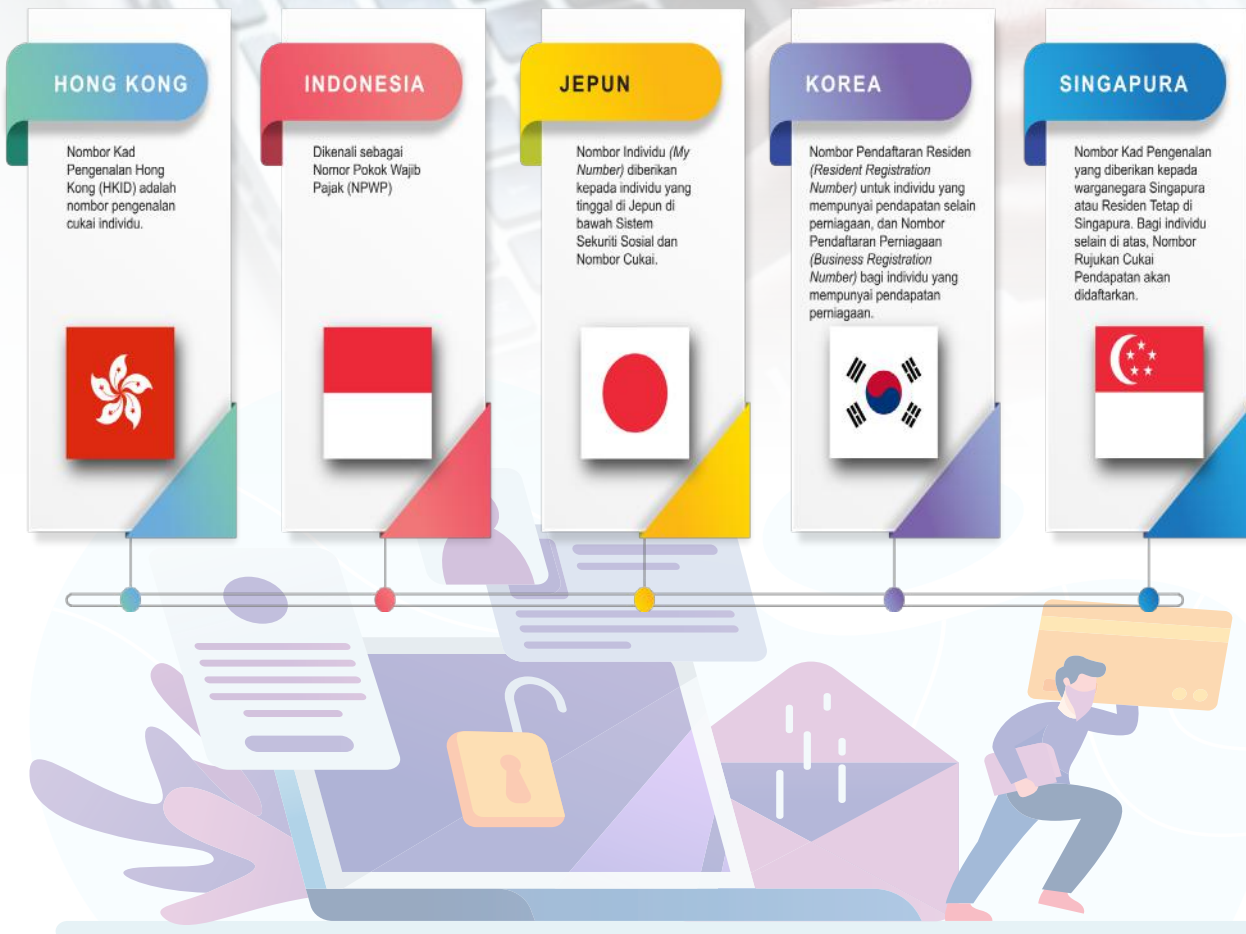 HONG KONG
Nombor Kad
Pengenalan Hong
Kong (HKID) adalah
nombor pengenalan
cukai individu.
INDONESIA
Dikenali sebagai
Nomor Pokok Wajib
Pajak (NPWP)
JEPUN
Nombor Individu (My
Number) diberikan
kepada individu yang
tinggal di Jepun di
bawah Sistem
Sekuriti Sosial dan
Nombor Cukai.
KOREA
Nombor Pendaftaran Residen
(Resident Registration
Number) untuk individu yang
mempunyai pendapatan selain
perniagaan, dan Nombor
Pendaftaran Perniagaan
(Business Registration
Number) bagi individu yang
mempunyai pendapatan
perniagaan.
SINGAPURA
Nombor Kad Pengenalan
yang diberikan kepada
warganegara Singapura
atau Residen Tetap di
Singapura. Bagi individu
selain di atas, Nombor
Rujukan Cukai
Pendapatan akan
didaftarkan.